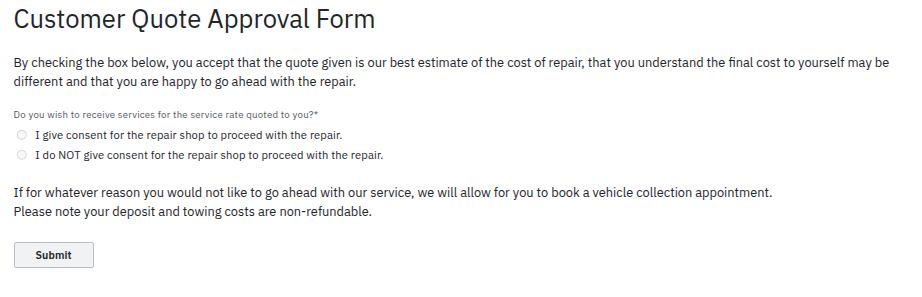 Customer Quote Approval Form
By checking the box below, you accept that the quote given is our best estimate of the cost of repair, that you understand the final cost to yourself may be
different and that you are happy to go ahead with the repair.
Do you wish to receive services for the service rate quoted to you?*
I give consent for the repair shop to proceed with the repair.
I do NOT give consent for the repair shop to proceed with the repair.
If for whatever reason you would not like to go ahead with our service, we will allow for you to book a vehicle collection appointment.
Please note your deposit and towing costs are non-refundable.
Submit